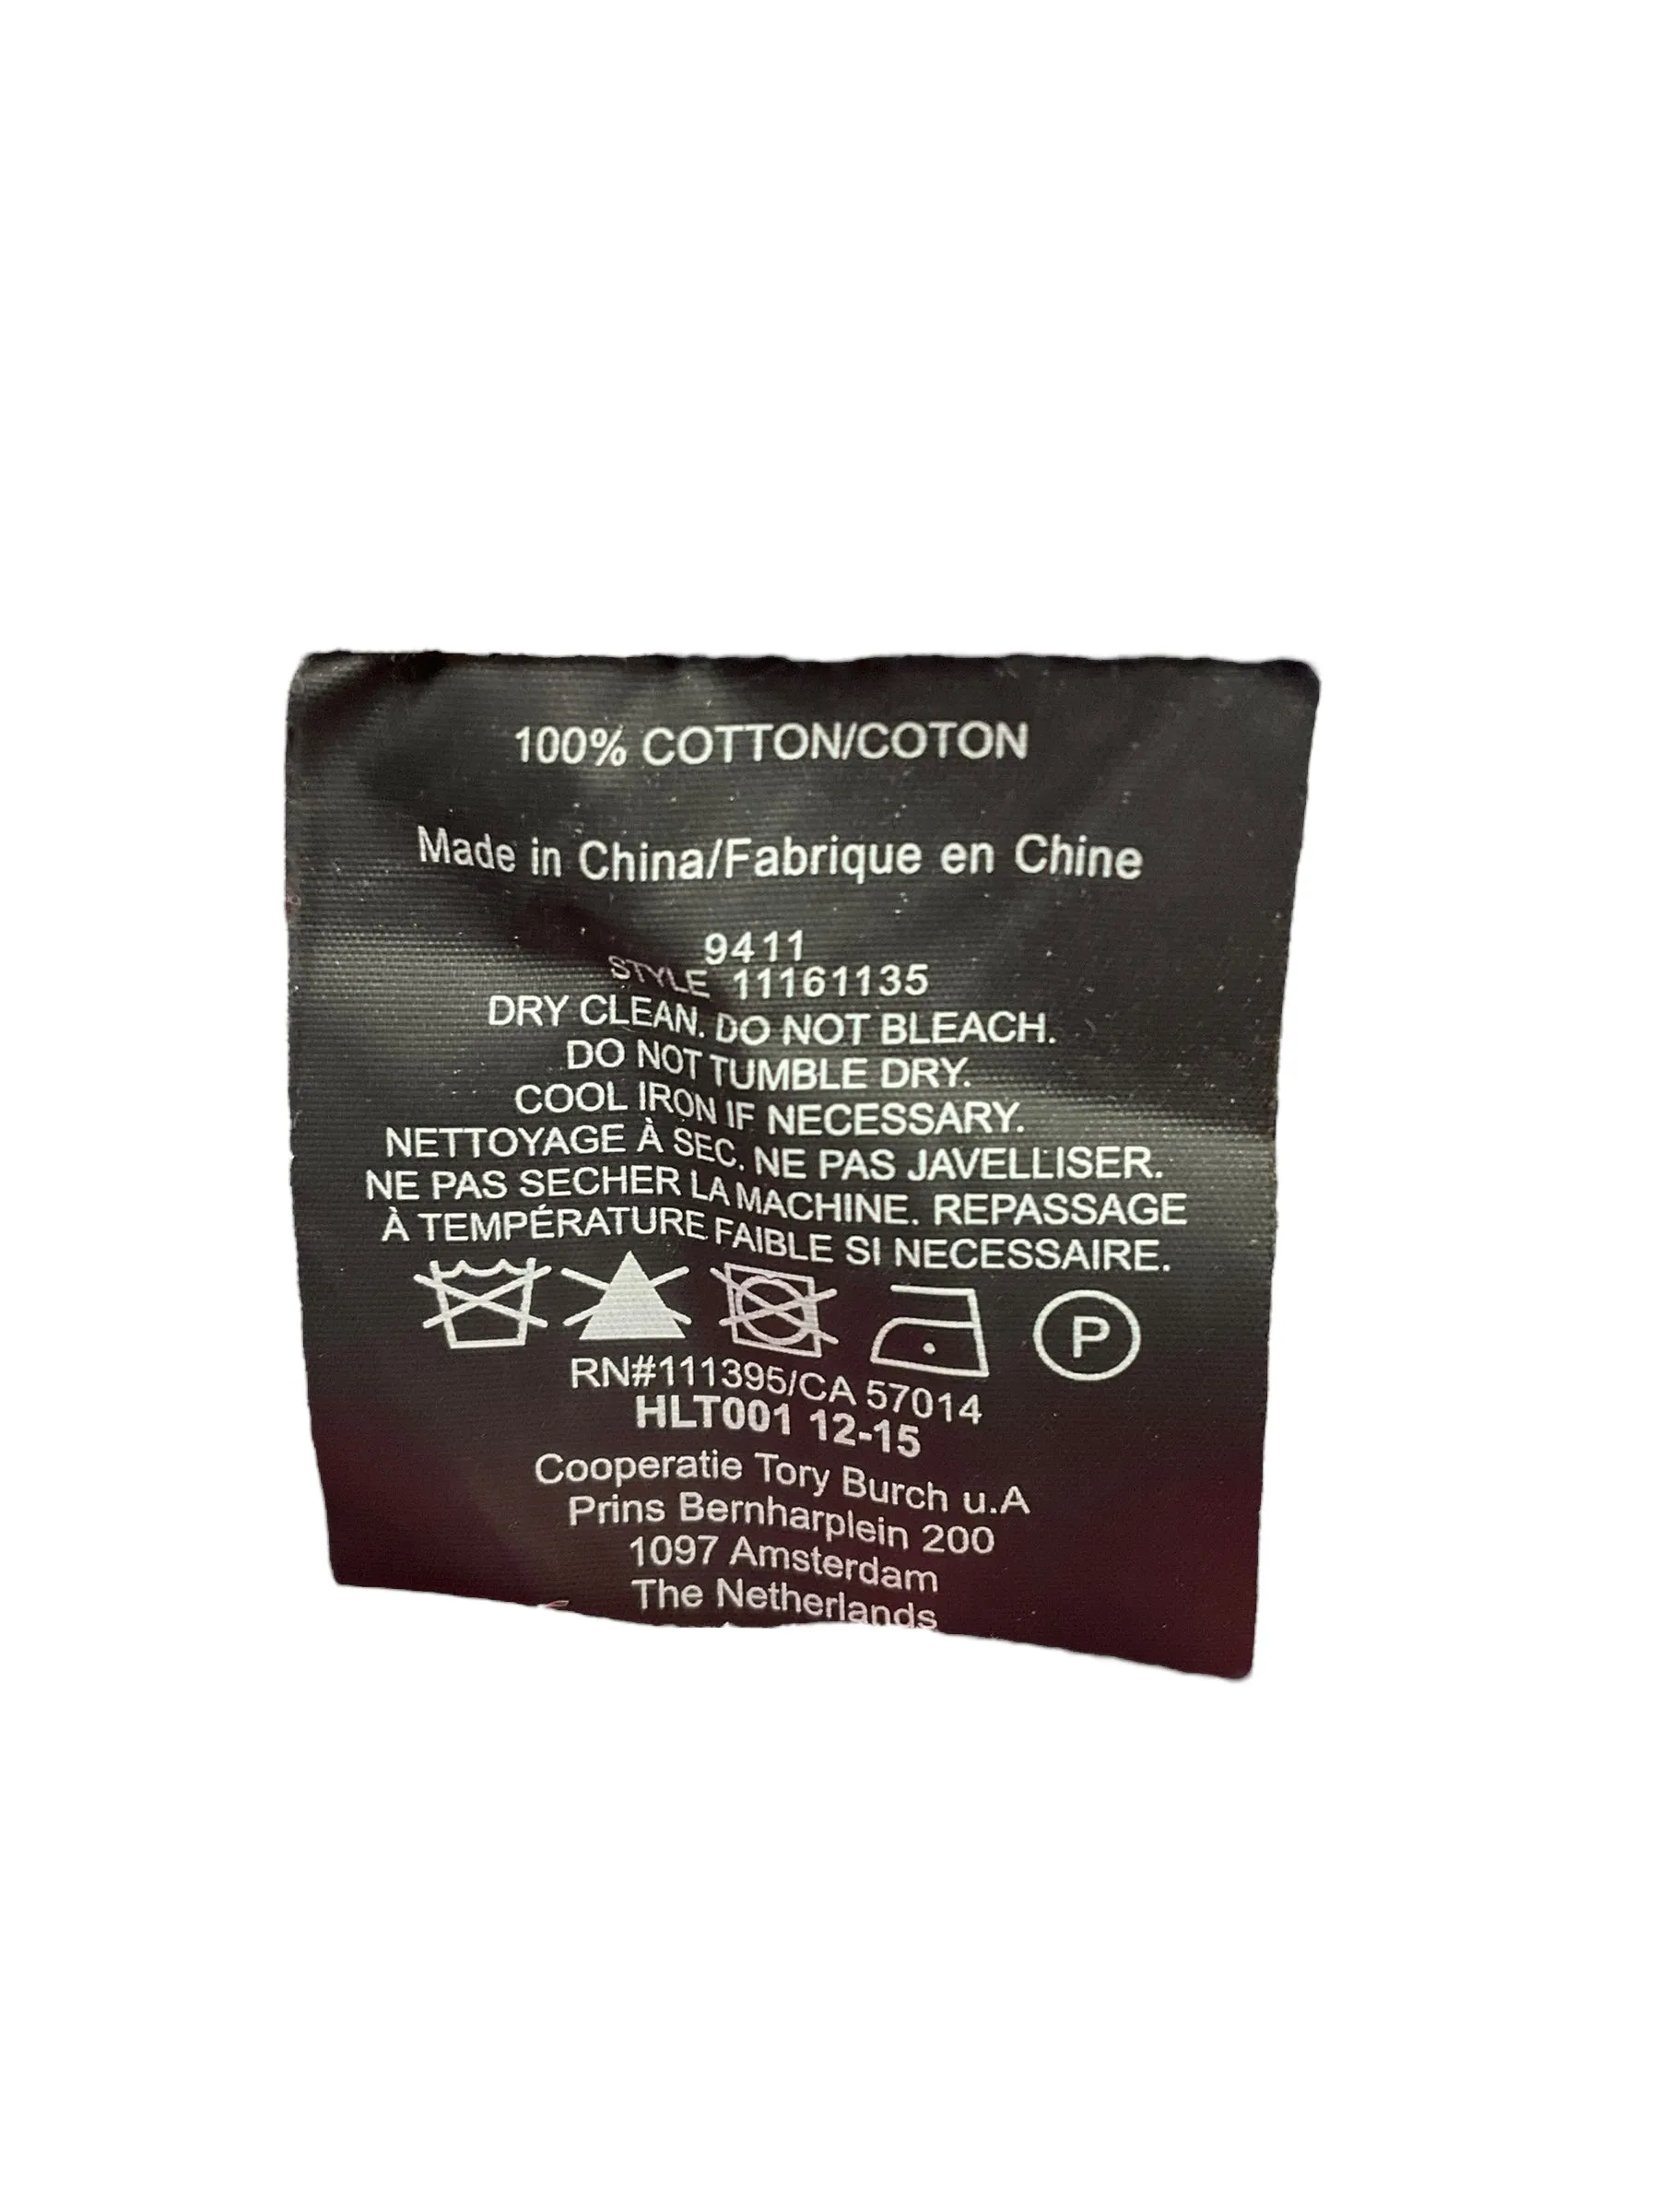 100% COTTON/COTON
Made in China/Fabrique en Chine
9411
STYLE 11161135
DRY CLEAN. DO NOT BLEACH.
DO NOT TUMBLE DRY.
COOL IRON IF NECESSARY.
NETTOYAGE À SEC. NE PAS JAVELLISER.
NE PAS SECHER LA MACHINE. REPASSAGE
À TEMPÉRATURE FAIBLE SI NECESSAIRE.
P
RN#111395/CA 57014
HLT001 12-15
Cooperatie Tory Burch u.A
Prins Bernharplein 200
1097 Amsterdam
The Netherlands